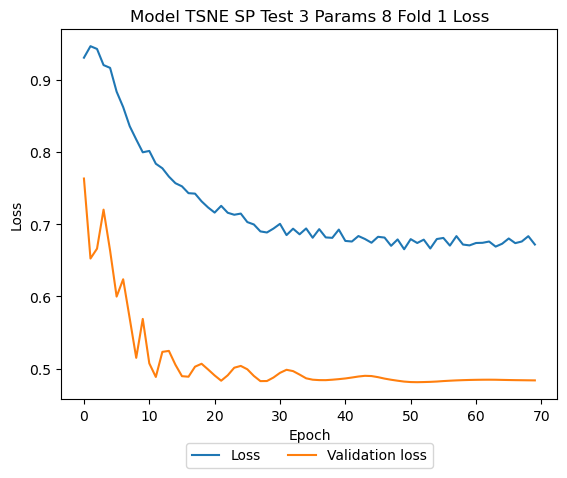 Model TSNE SP Test 3 Params 8 Fold 1 Loss
0.9
0.8
0.7
0.6
0.5
Loss
0 10 20 30 40 50 60 70
Epoch
Loss Validation loss